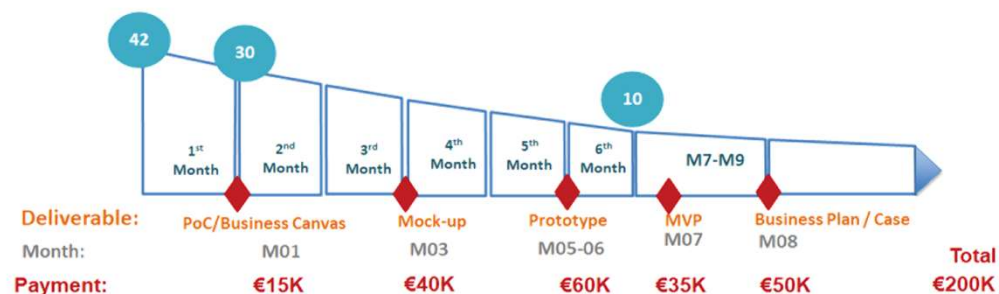 42
30
10
1st
Month
2nd
Month
3rd
Month
4th
Month
5th
Month
6th
Month
M7-M9
Deliverable:
PoC/Business Canvas
Mock-up
Prototype
MVP
Business Plan / Case
Month:
M01
M03
M05-06
M07
M08
Total
Payment:
€15K
€40K
€60K
€35K
€50K
€200K